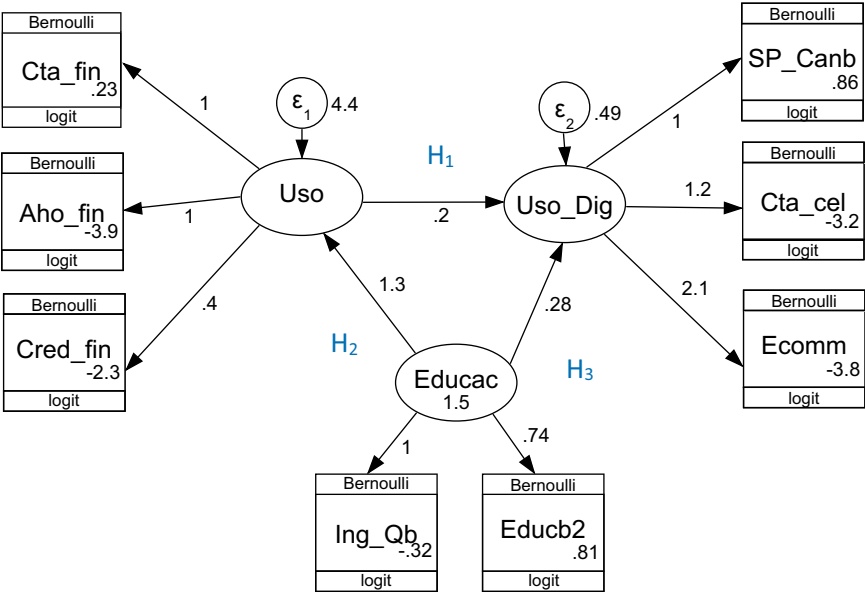 Bernoulli
Cta_fin
.23
logit
Bernoulli
Aho_fin
-3.9
logit
Bernoulli
Cred_fin
-2.3
logit
1
1
.4
ε1
4.4
Uso
H1
.2
ε2
.49
Uso_Dig
1
1.2
2.1
Bernoulli
SP_Canb
.86
logit
Bernoulli
Cta_cel
-3.2
logit
Bernoulli
Ecomm
-3.8
logit
1.3
H2
.28
H3
Educac
1.5
1
.74
Bernoulli
Ing_Qb
-.32
logit
Bernoulli
Educb2
.81
logit